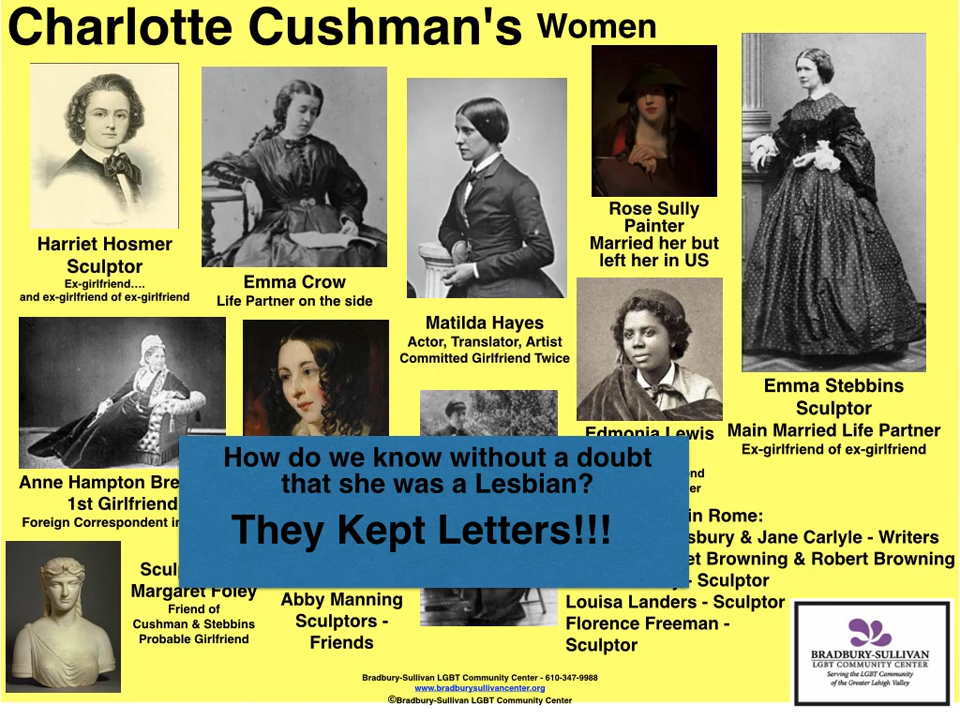 Charlotte Cushman's Women
Harriet Hosmer
Sculptor
Ex-girlfriend....
and ex-girlfriend of ex-girlfriend
Emma Crow
Life Partner on the side
Matilda Hayes
Actor, Translator, Artist
Committed Girlfriend Twice
Rose Sully
Painter
Married her but
left her in US
Emma Stebbins
Sculptor
Main Married Life Partner
Ex-girlfriend of ex-girlfriend
Edmonia Lewis
Anne Hampton
1st Girlfriend
Foreign Correspondent
How do we know without a doubt
that she was a Lesbian?
They Kept Letters!!!
in Rome:
& Jane Carlyle - Writers
Browning & Robert Browning
- Sculptor
Louisa Landers - Sculptor
Florence Freeman -
Sculptor
Margaret Foley
Friend of
Cushman & Stebbins
Probable Girlfriend
Abby Manning
Sculptors -
Friends
BRADBURY-SULLIVAN
LGBT COMMUNITY CENTER
Serving the LGBT Community
of the Greater Lehigh Valley
Bradbury-Sullivan LGBT Community Center - 610-347-9988
www.bradburysullivancenter.org
©Bradbury-Sullivan LGBT Community Center